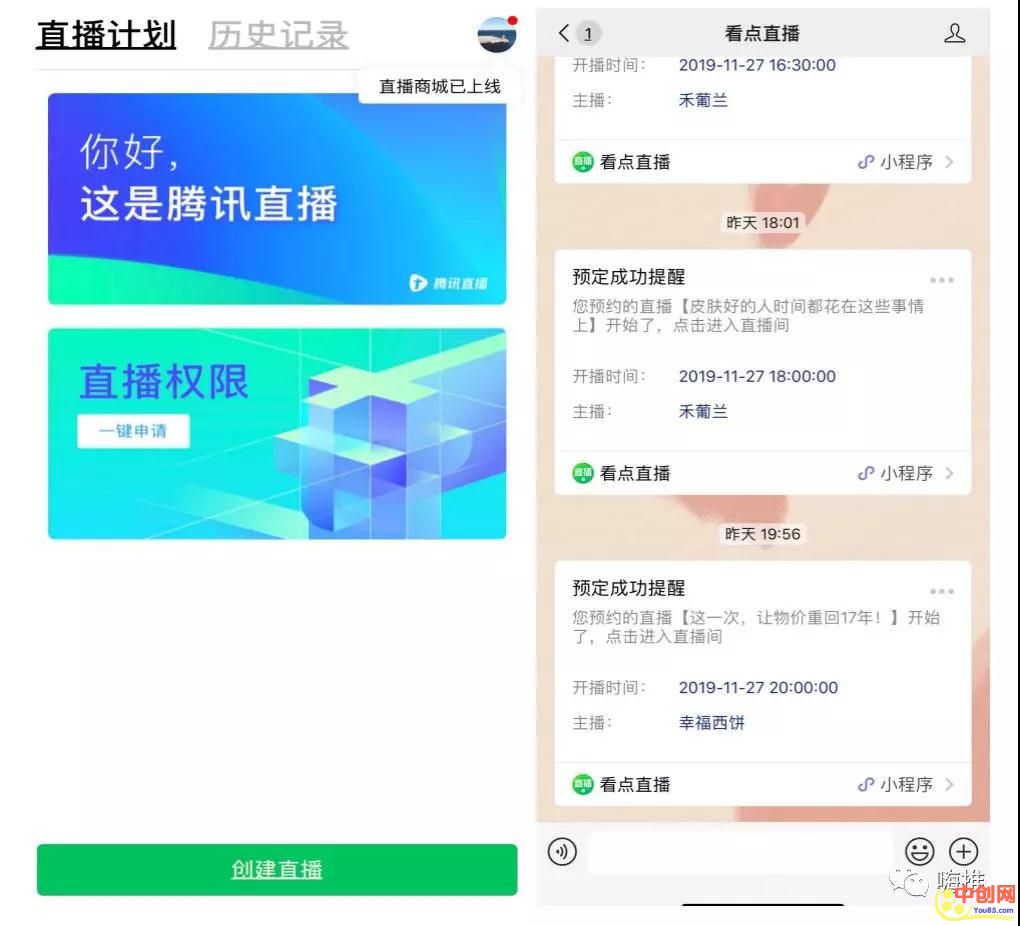 直播计划 历史记录
直播商城已上线
你好,
这是腾讯直播
腾讯直播
直播权限
一键申请
创建直播
1 看点直播
开播时间: 2019-11-27 16:30:00
主播: 禾葡兰
直播 看点直播 小程序
昨天 18:01
预定成功提醒
您预约的直播【皮肤好的人时间都花在这些事情
上】开始了，点击进入直播间
开播时间: 2019-11-27 18:00:00
主播: 禾葡兰
直播 看点直播 小程序
昨天 19:56
预定成功提醒
您预约的直播【这一次，让物价重回17年！】开始
了，点击进入直播间
开播时间: 2019-11-27 20:00:00
主播: 幸福西饼
直播 看点直播 小程序
嗨推
中创网
You85.com